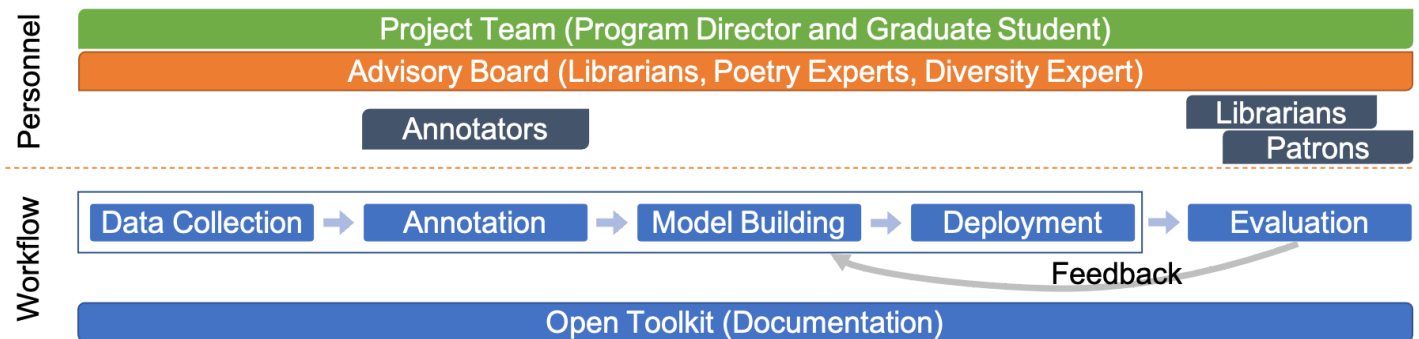 Personnel
Project Team (Program Director and Graduate Student)
Advisory Board (Librarians, Poetry Experts, Diversity Expert)
Annotators
Librarians
Patrons
Workflow
Data Collection
Annotation
Model Building
Deployment
Evaluation
Feedback
Open Toolkit (Documentation)